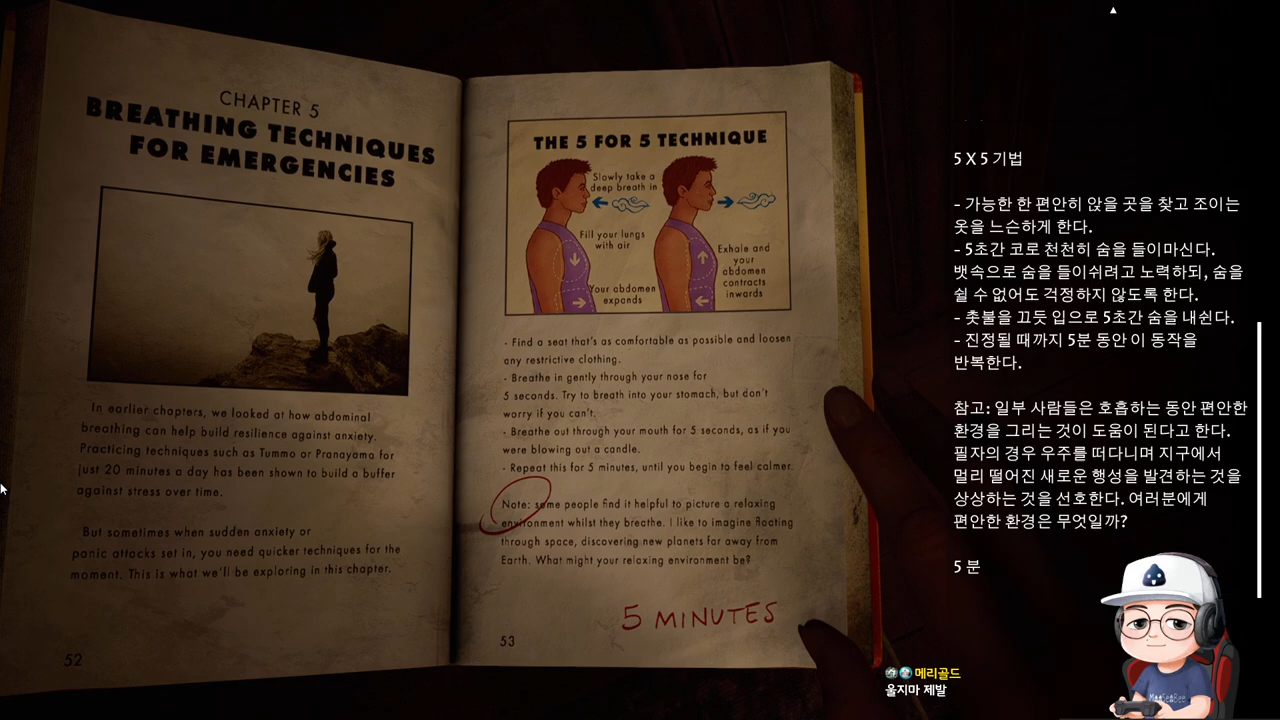 CHAPTER 5
BREATHING TECHNIQUES
FOR EMERGENCIES
In earlier chapters, we looked at how abdominal
breathing can help build resilience against anxiety.
Practicing techniques such as Tummo or Pranayama for
just 20 minutes a day has been shown to build a buffer
against stress over time.
But sometimes when sudden anxiety or
panic attacks set in, you need quicker techniques for the
moment. This is what we'll be exploring in this chapter.
52
THE 5 FOR 5 TECHNIQUE
Slowly take a
deep breath in
Fill your lungs
with air
Your abdomen
expands
Exhale and
your
abdomen
contracts
inwards
- Find a seat that's as comfortable as possible and loosen
any restrictive clothing.
- Breathe in gently through your nose for
5 seconds. Try to breath into your stomach, but don't
worry if you can't.
- Breathe out through your mouth for 5 seconds, as if you
were blowing out a candle.
- Repeat this for 5 minutes, until you begin to feel calmer.
Note: some people find it helpful to picture a relaxing
environment whilst they breathe. I like to imagine floating
through space, discovering new planets far away from
Earth. What might your relaxing environment be?
5 MINUTES
53
5 X 5 기법
- 가능한 한 편안히 앉을 곳을 찾고 조이는
옷을 느슨하게 한다.
- 5초간 코로 천천히 숨을 들이마신다.
뱃속으로 숨을 들이쉬려고 노력하되, 숨을
쉴 수 없어도 걱정하지 않도록 한다.
- 촛불을 끄듯 입으로 5초간 숨을 내쉰다.
- 진정될 때까지 5분 동안 이 동작을
반복한다.
참고: 일부 사람들은 호흡하는 동안 편안한
환경을 그리는 것이 도움이 된다고 한다.
필자의 경우 우주를 떠다니며 지구에서
멀리 떨어진 새로운 행성을 발견하는 것을
상상하는 것을 선호한다. 여러분에게
편안한 환경은 무엇일까?
5 분
메리골드
울지마 제발